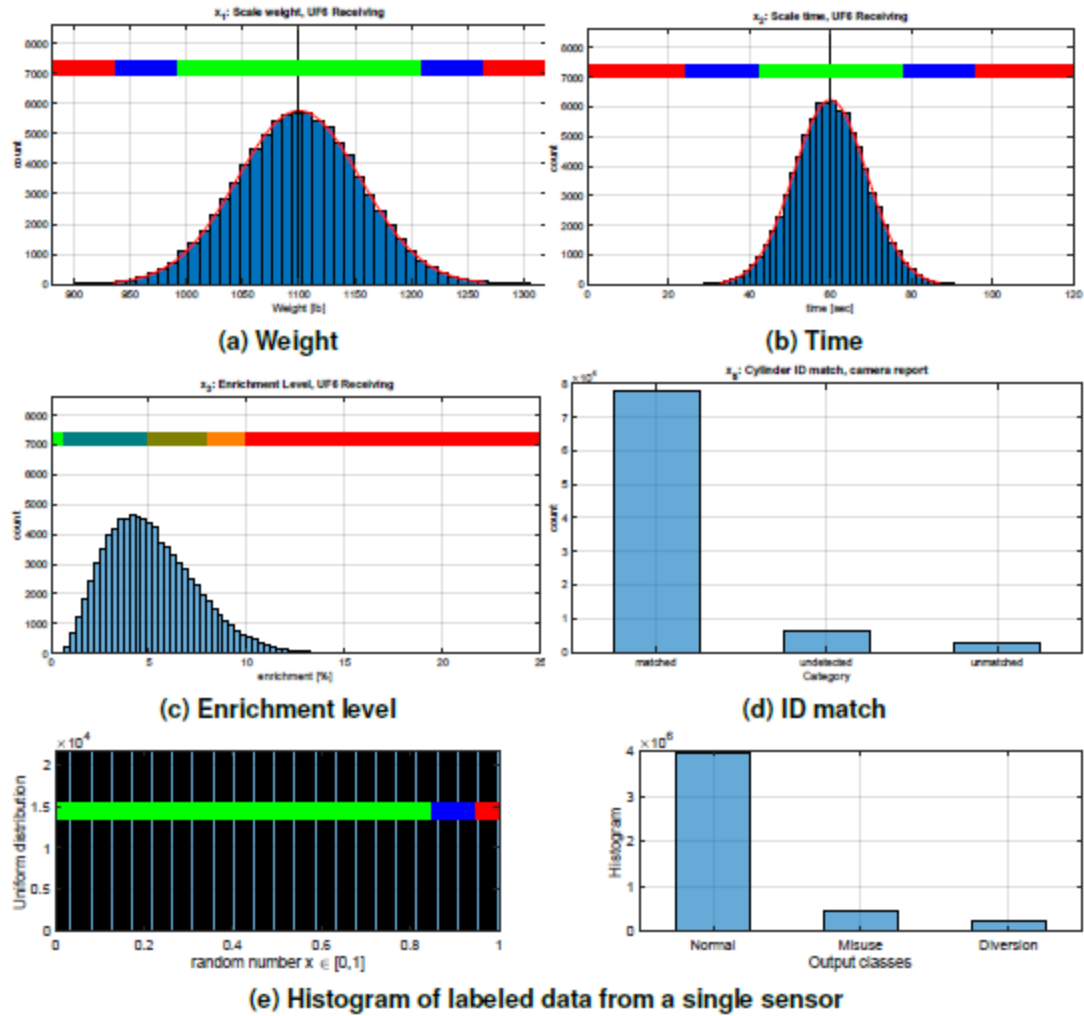 x₁: Scale weight, UF6 Receiving
8000
7000
6000
5000
4000
3000
2000
1000
0
count
900 950 1000 1050 1100 1150 1200 1250 1300
Weight [lb]
(a) Weight
x₂: Scale time, UF6 Receiving
8000
7000
6000
5000
4000
3000
2000
1000
0
count
0 20 40 60 80 100 120
time [sec]
(b) Time
x₃: Enrichment Level, UF6 Receiving
8000
7000
6000
5000
4000
3000
2000
1000
0
count
0 5 10 15 20 25
enrichment [%]
(c) Enrichment level
Cylinder ID match, camera report
8
7
6
5
4
3
2
1
0
count
matched undetected unmatched
Category
(d) ID match
×10⁴
2
1.5
1
0.5
0
Uniform distribution
0 0.2 0.4 0.6 0.8 1
random number x ∈ [0,1]
4
3
2
1
0
Histogram
Normal Misuse Diversion
Output classes
(e) Histogram of labeled data from a single sensor